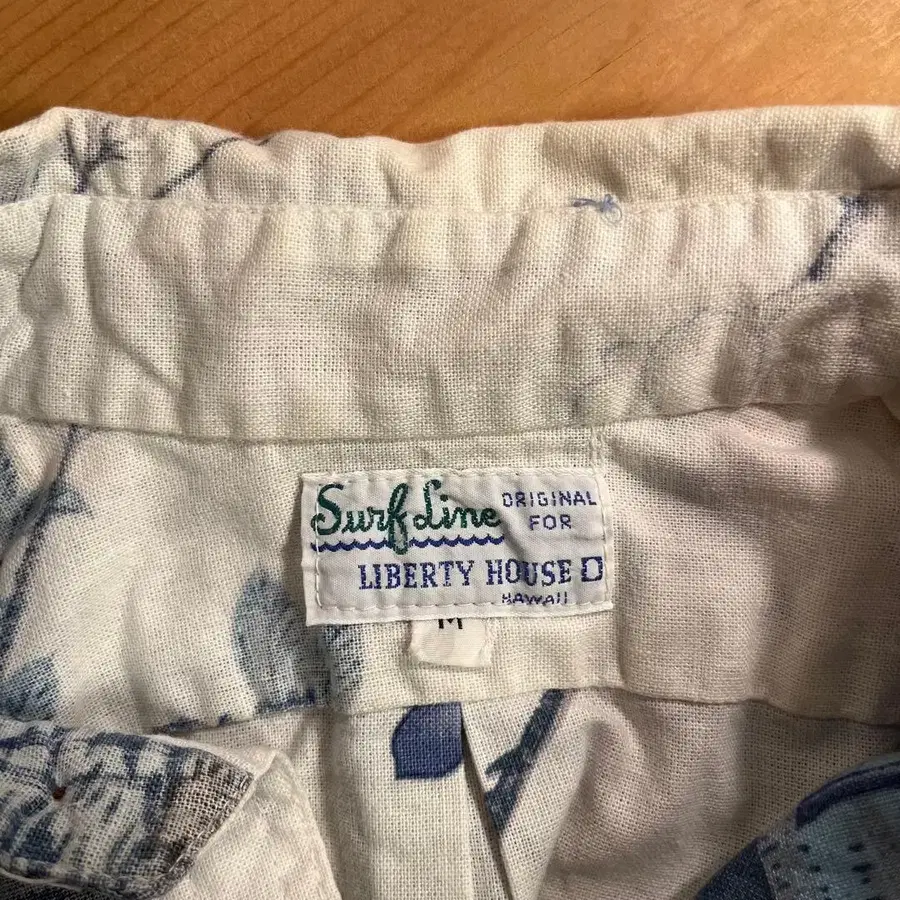 Surf Line ORIGINAL
FOR
LIBERTY HOUSE
HAWAII
M